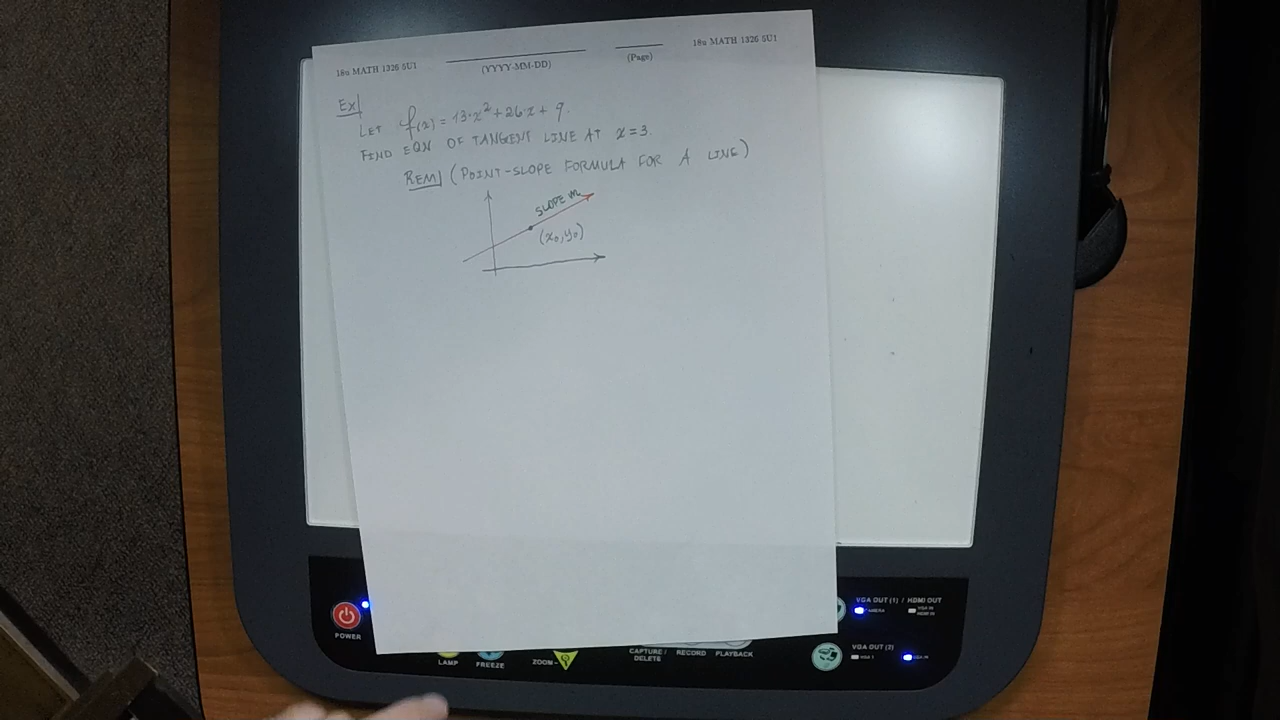 18u MATH 1326 5U1
(YYYY-MM-DD)
(Page)
18u MATH 1326 5U1
Ex|
LET f(x) = 13·x²+26·x+9.
FIND EQN OF TANGENT LINE AT x=3.
REM| (POINT-SLOPE FORMULA FOR A LINE)
SLOPE m
(x₀,y₀)
POWER
LAMP
FREEZE
ZOOM -
CAPTURE / DELETE
RECORD
PLAYBACK
VGA OUT (1) / HDMI OUT
VGA OUT (2)